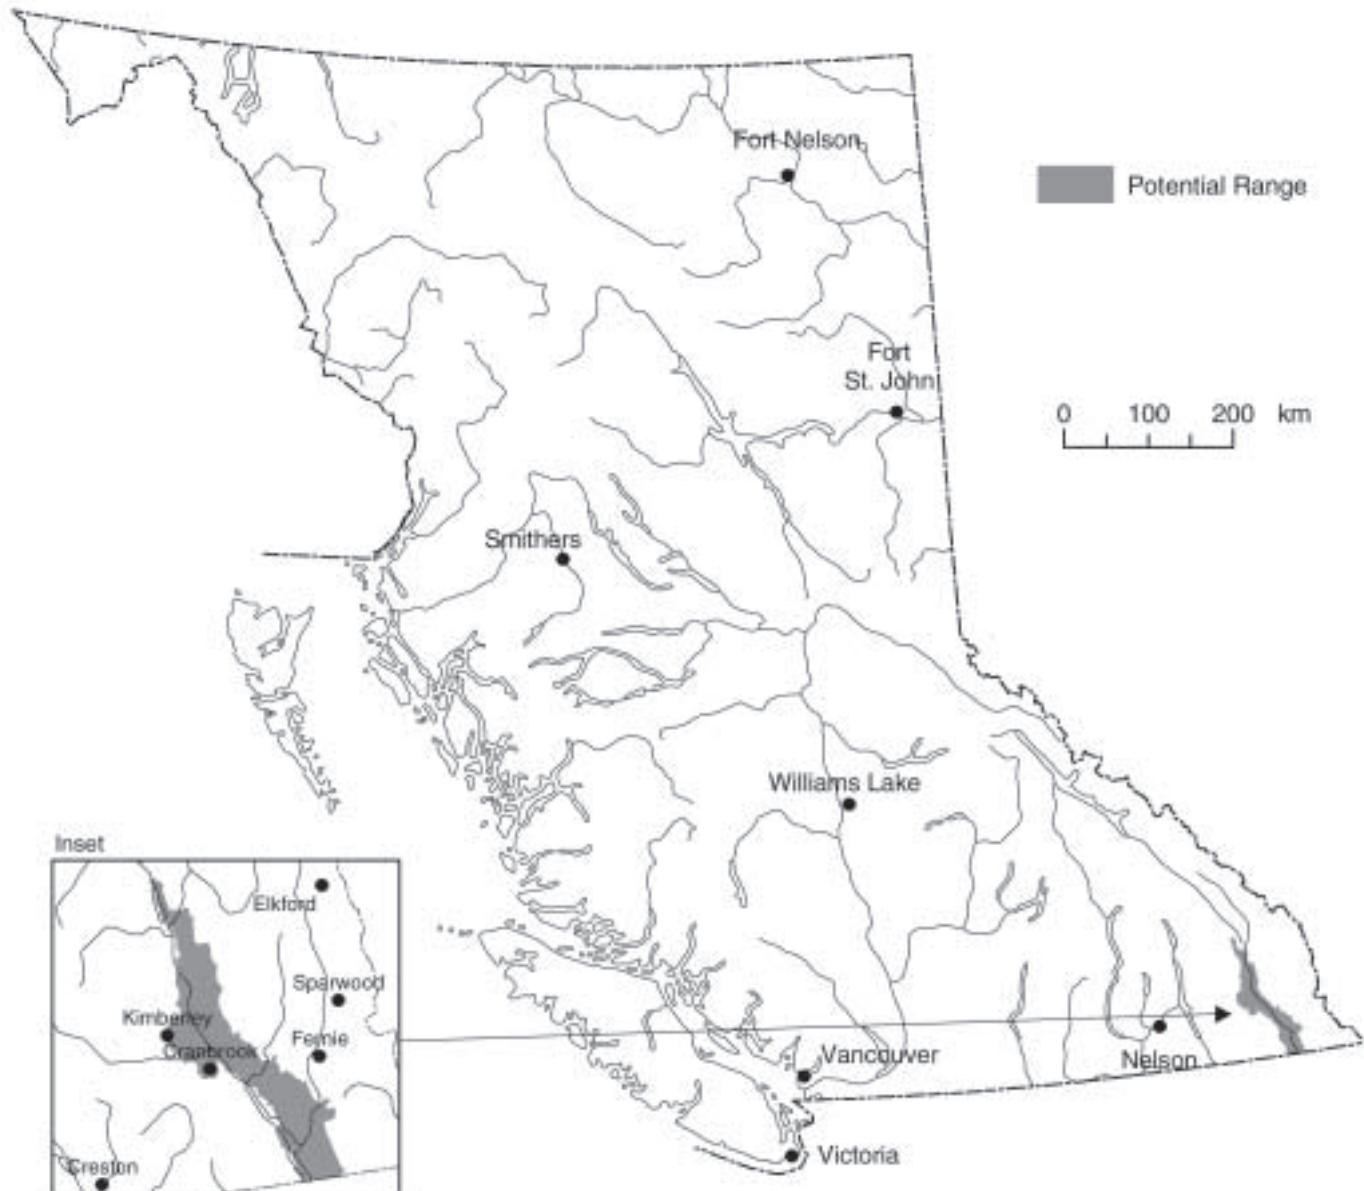 Fort Nelson
Potential Range
Fort
St. John
0 100 200 km
Smithers
Williams Lake
Inset
Elkford
Sparwood
Kimberley
Fernie
Cranbrook
Vancouver
Nelson
Creston
Victoria